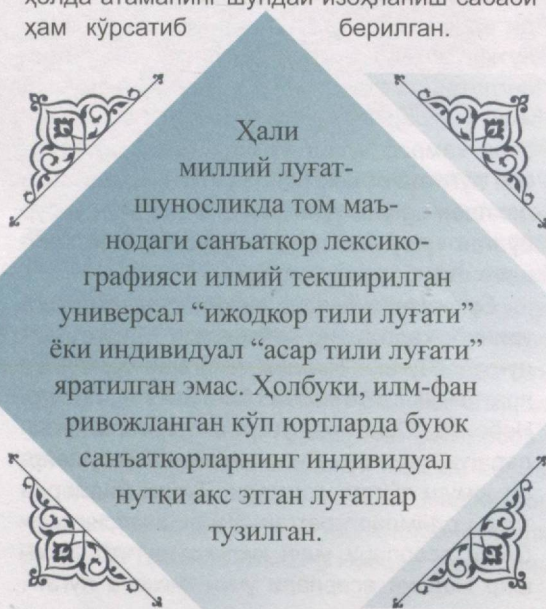 ҳолда атаманинг шундай изоҳланиш сабаби
ҳам кўрсатиб берилган.
Ҳали
миллий луғат-
шуносликда том маъ-
нодаги санъаткор лексико-
графияси илмий текширилган
универсал “ижодкор тили луғати”
ёки индивидуал “асар тили луғати”
яратилган эмас. Ҳолбуки, илм-фан
ривожланган кўп юртларда буюк
санъаткорларнинг индивидуал
нутқи акс этган луғатлар
тузилган.